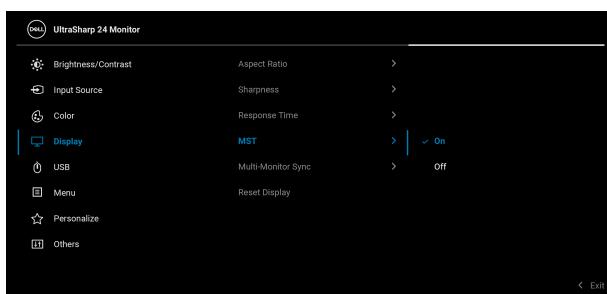 DELL UltraSharp 24 Monitor
Brightness/Contrast Aspect Ratio
Input Source Sharpness
Color Response Time
Display MST On
USB Multi-Monitor Sync Off
Menu Reset Display
Personalize
Others
Exit